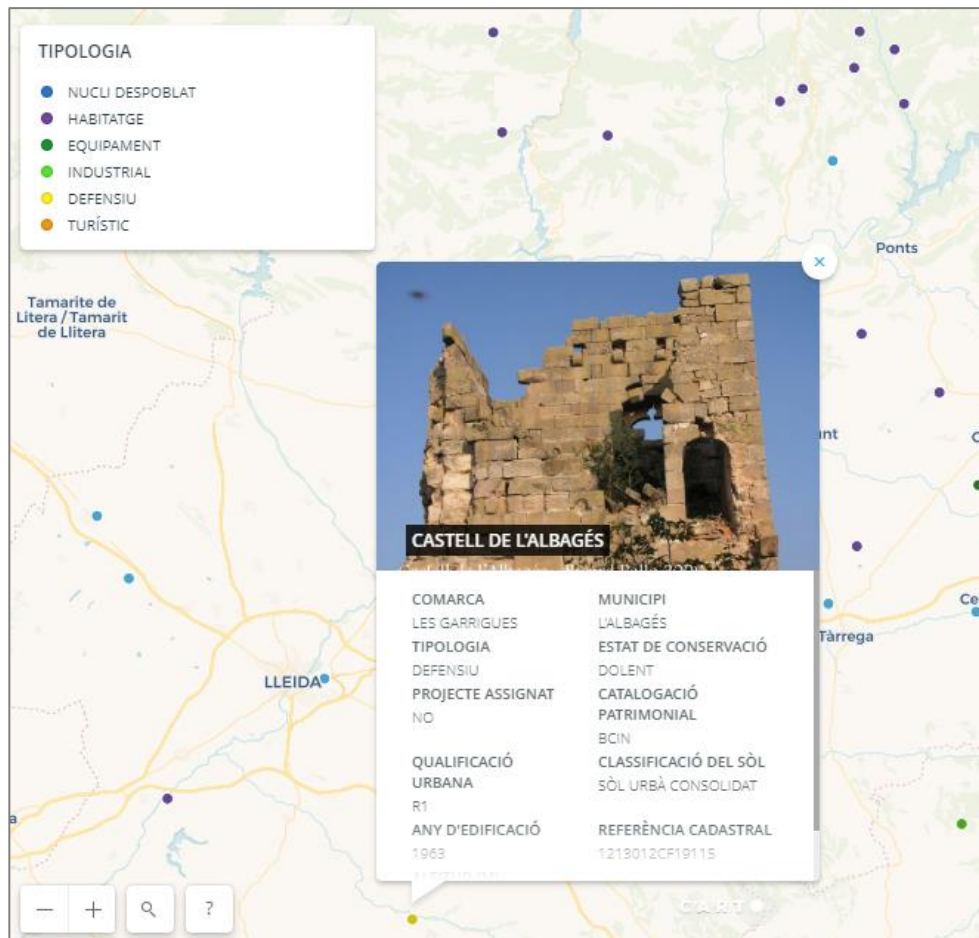 TIPOLOGIA
NUCLI DESPOBLAT
HABITATGE
EQUIPAMENT
INDUSTRIAL
DEFENSIU
TURÍSTIC
Ponts
Tamarite de
Litera / Tamarit
de Llitera
LLEIDA
Tàrrega
CASTELL DE L'ALBAGÉS
COMARCA
LES GARRIGUES
MUNICIPI
L'ALBAGÉS
TIPOLOGIA
DEFENSIU
ESTAT DE CONSERVACIÓ
DOLENT
PROJECTE ASSIGNAT
NO
CATALOGACIÓ
PATRIMONIAL
BCIN
QUALIFICACIÓ
URBANA
R1
CLASSIFICACIÓ DEL SÒL
SÒL URBÀ CONSOLIDAT
ANY D'EDIFICACIÓ
1963
REFERÈNCIA CADASTRAL
1213012CF1911S
CARTO